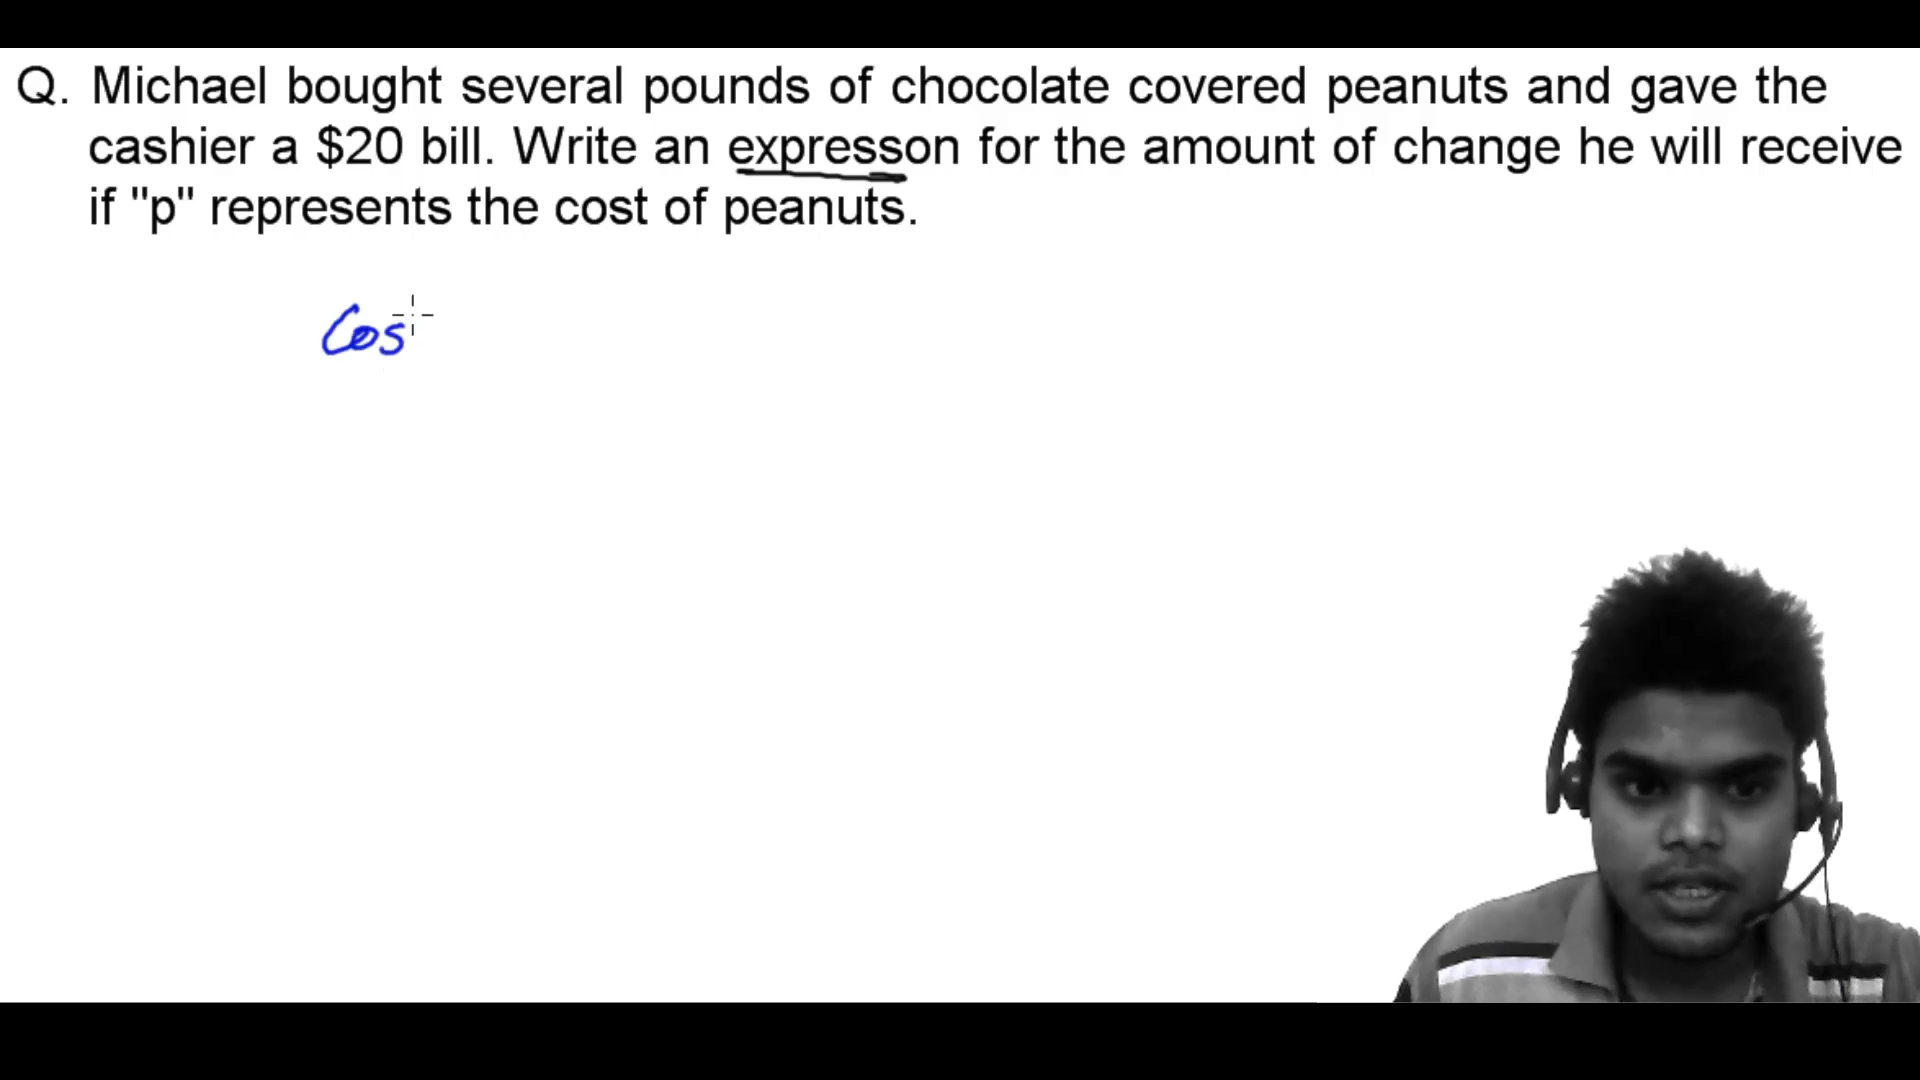 Q. Michael bought several pounds of chocolate covered peanuts and gave the
cashier a $20 bill. Write an expresson for the amount of change he will receive
if "p" represents the cost of peanuts.
Cos